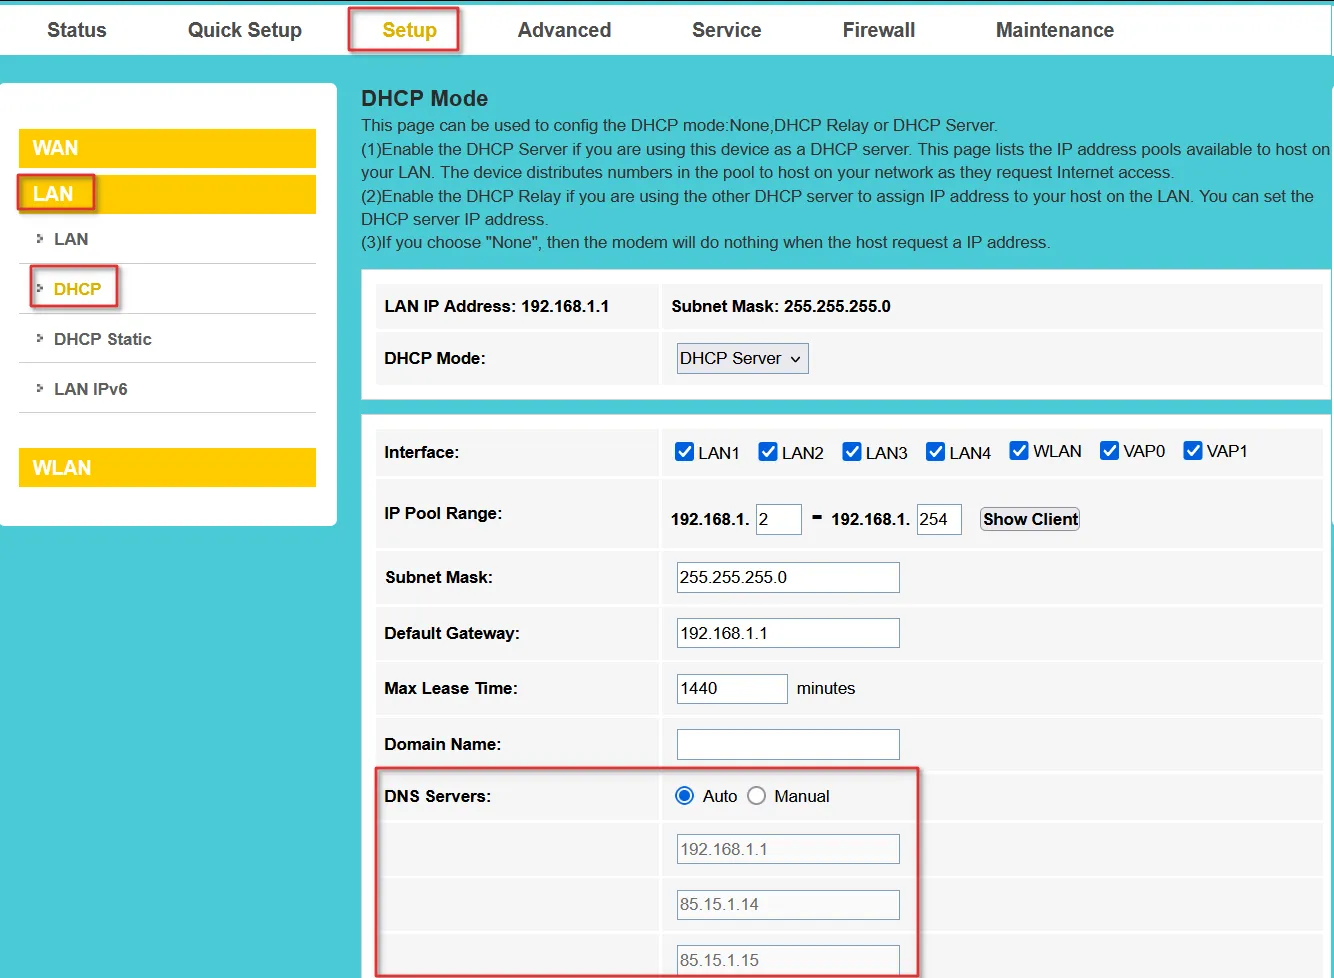 Status Quick Setup Setup Advanced Service Firewall Maintenance
WAN
LAN
LAN
DHCP
DHCP Static
LAN IPv6
WLAN
DHCP Mode
This page can be used to config the DHCP mode:None,DHCP Relay or DHCP Server.
(1)Enable the DHCP Server if you are using this device as a DHCP server. This page lists the IP address pools available to host on
your LAN. The device distributes numbers in the pool to host on your network as they request Internet access.
(2)Enable the DHCP Relay if you are using the other DHCP server to assign IP address to your host on the LAN. You can set the
DHCP server IP address.
(3)If you choose "None", then the modem will do nothing when the host request a IP address.
LAN IP Address: 192.168.1.1 Subnet Mask: 255.255.255.0
DHCP Mode: DHCP Server
Interface: LAN1 LAN2 LAN3 LAN4 WLAN VAP0 VAP1
IP Pool Range: 192.168.1. 2 - 192.168.1. 254 Show Client
Subnet Mask: 255.255.255.0
Default Gateway: 192.168.1.1
Max Lease Time: 1440 minutes
Domain Name:
DNS Servers: Auto Manual
192.168.1.1
85.15.1.14
85.15.1.15